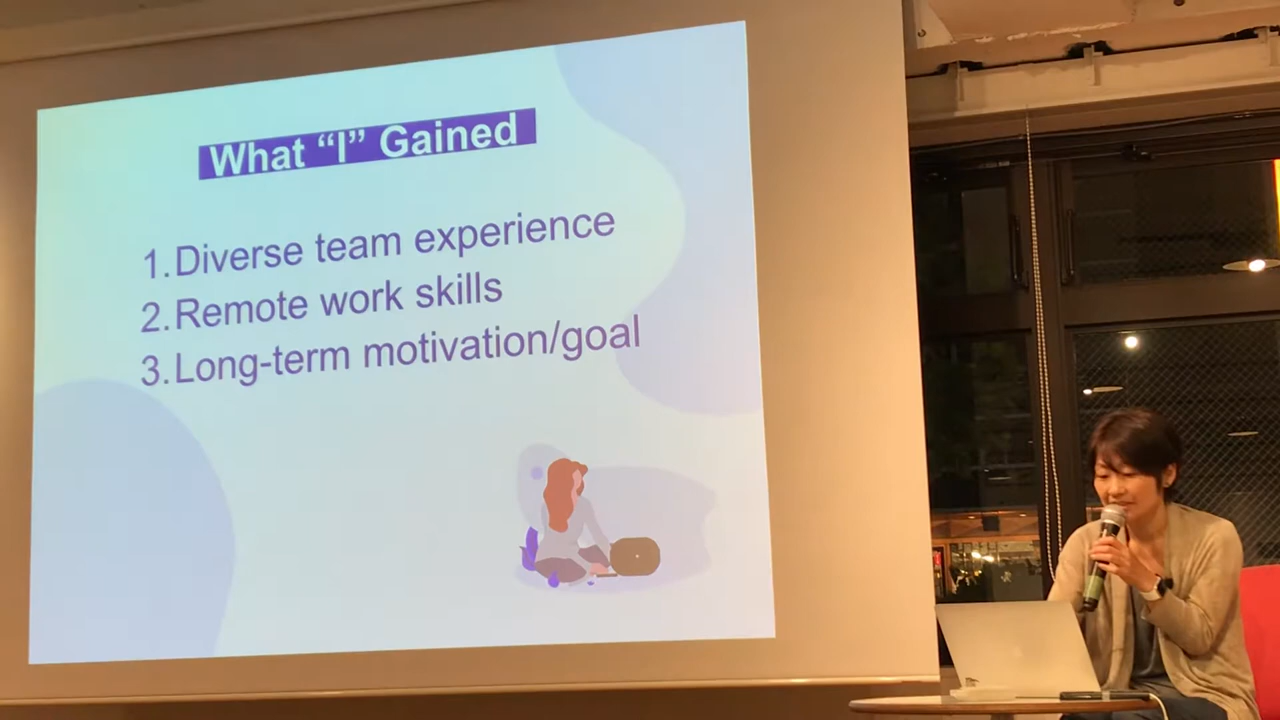 What “I” Gained
1. Diverse team experience
2. Remote work skills
3. Long-term motivation/goal